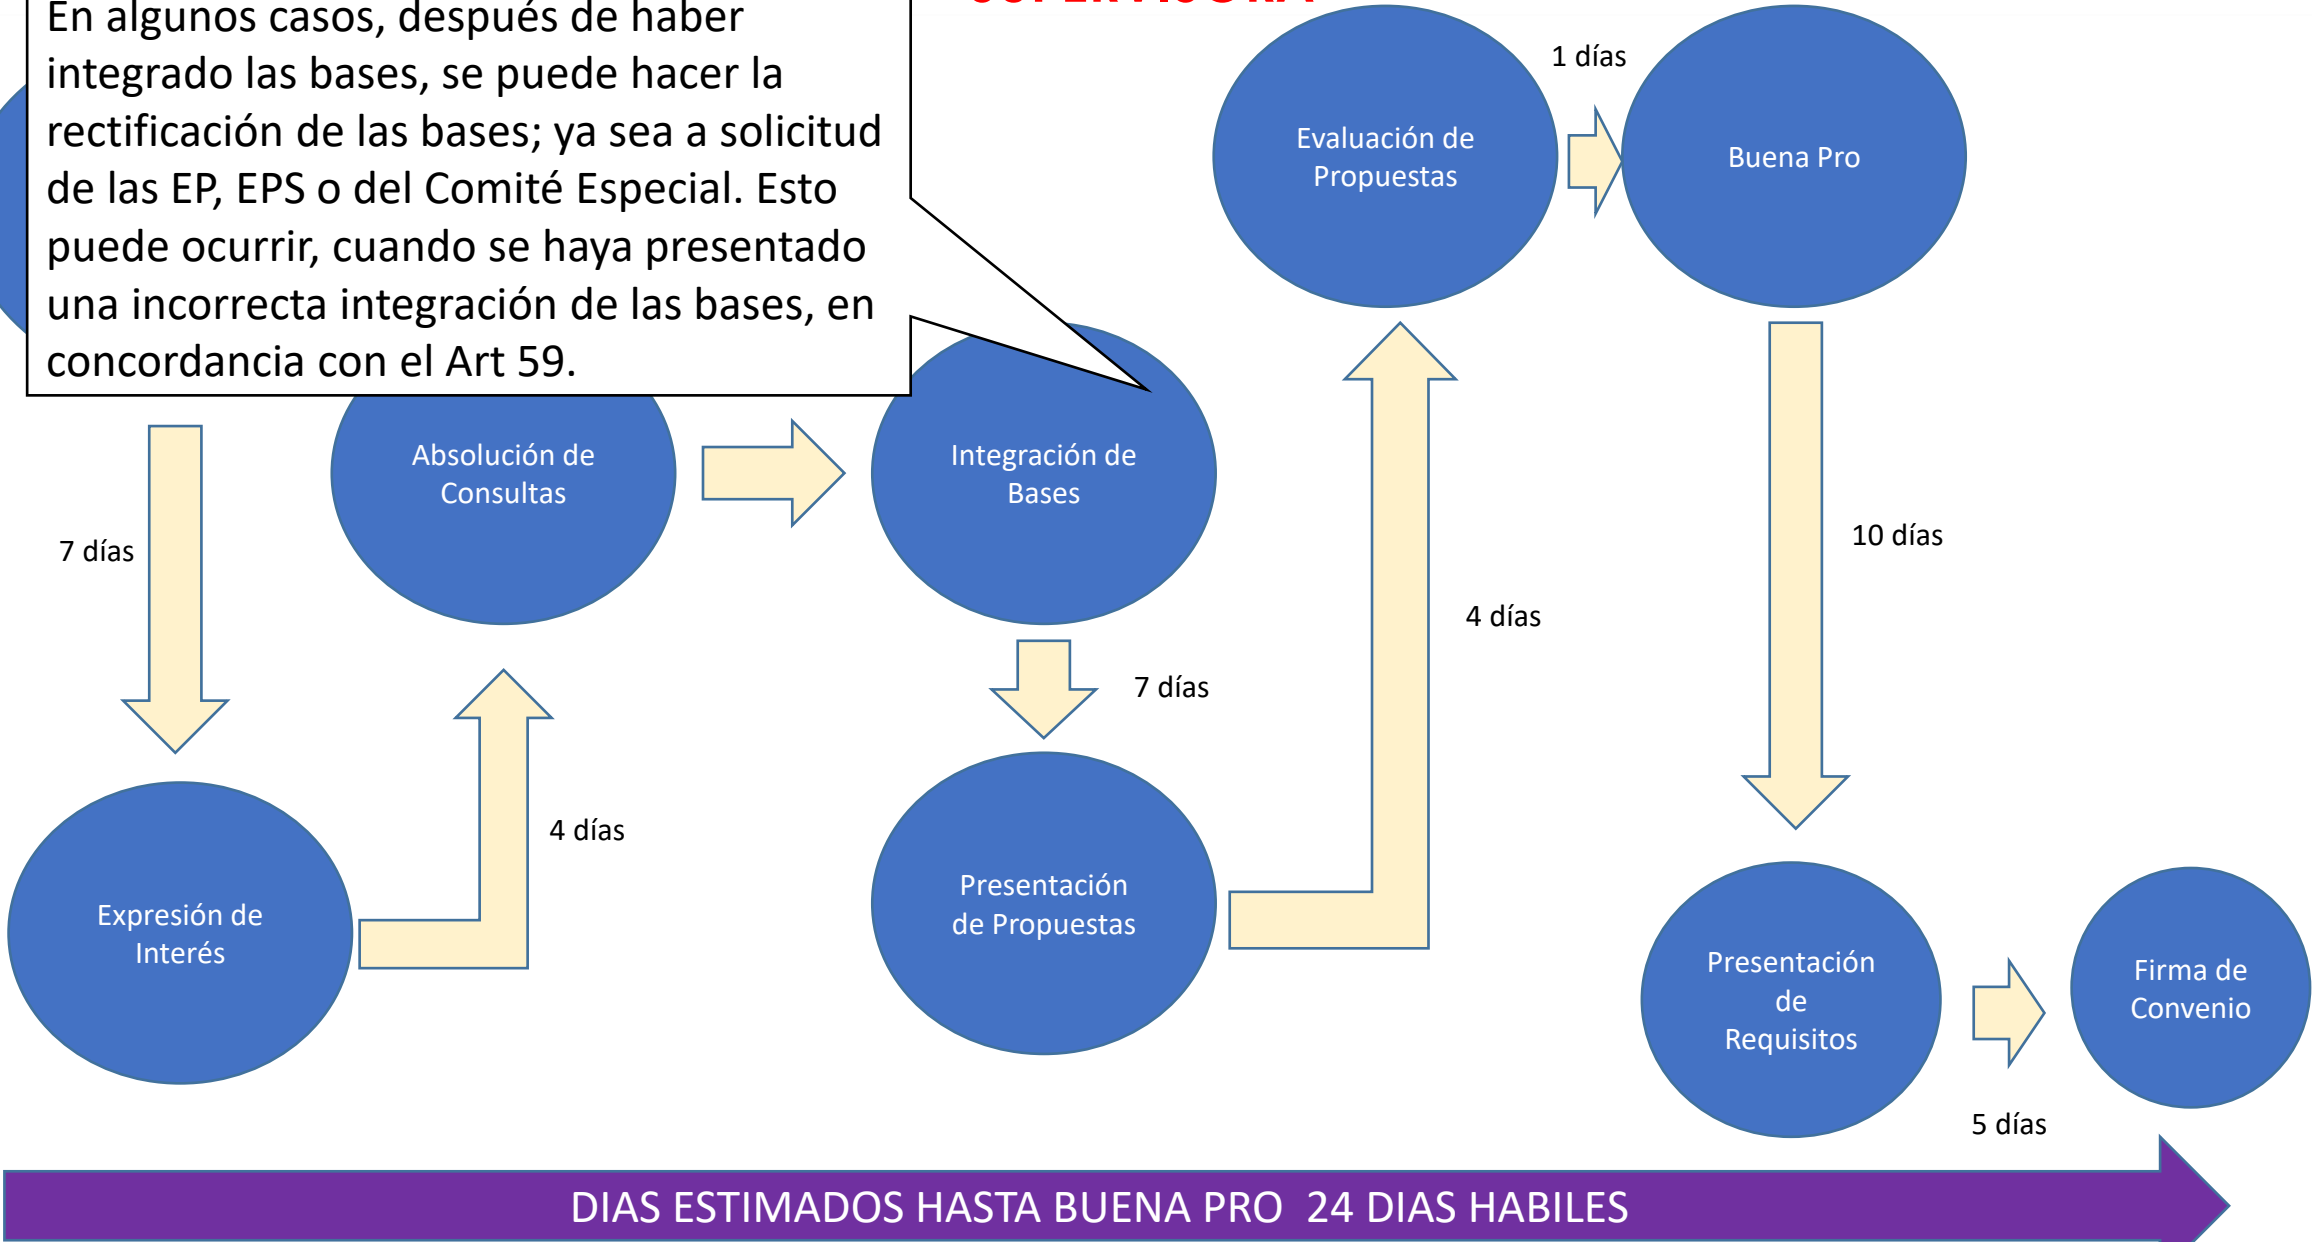 En algunos casos, después de haber
integrado las bases, se puede hacer la
rectificación de las bases; ya sea a solicitud
de las EP, EPS o del Comité Especial. Esto
puede ocurrir, cuando se haya presentado
una incorrecta integración de las bases, en
concordancia con el Art 59.
1 días
Evaluación de
Propuestas
Buena Pro
Absolución de
Consultas
Integración de
Bases
7 días
10 días
4 días
7 días
4 días
Expresión de
Interés
Presentación
de Propuestas
Presentación
de
Requisitos
Firma de
Convenio
5 días
DIAS ESTIMADOS HASTA BUENA PRO 24 DIAS HABILES